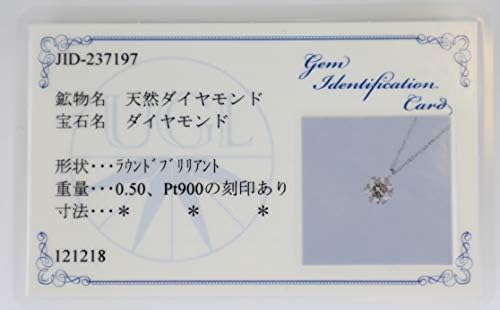 JID-237197
Gem
Identification
Card
鉱物名 天然ダイヤモンド
宝石名 ダイヤモンド
UGL
形状･･･ﾗｳﾝﾄﾞﾌﾞﾘﾘｱﾝﾄ
重量･･･0.50、Pt900の刻印あり
寸法･･･＊ ＊ ＊
121218